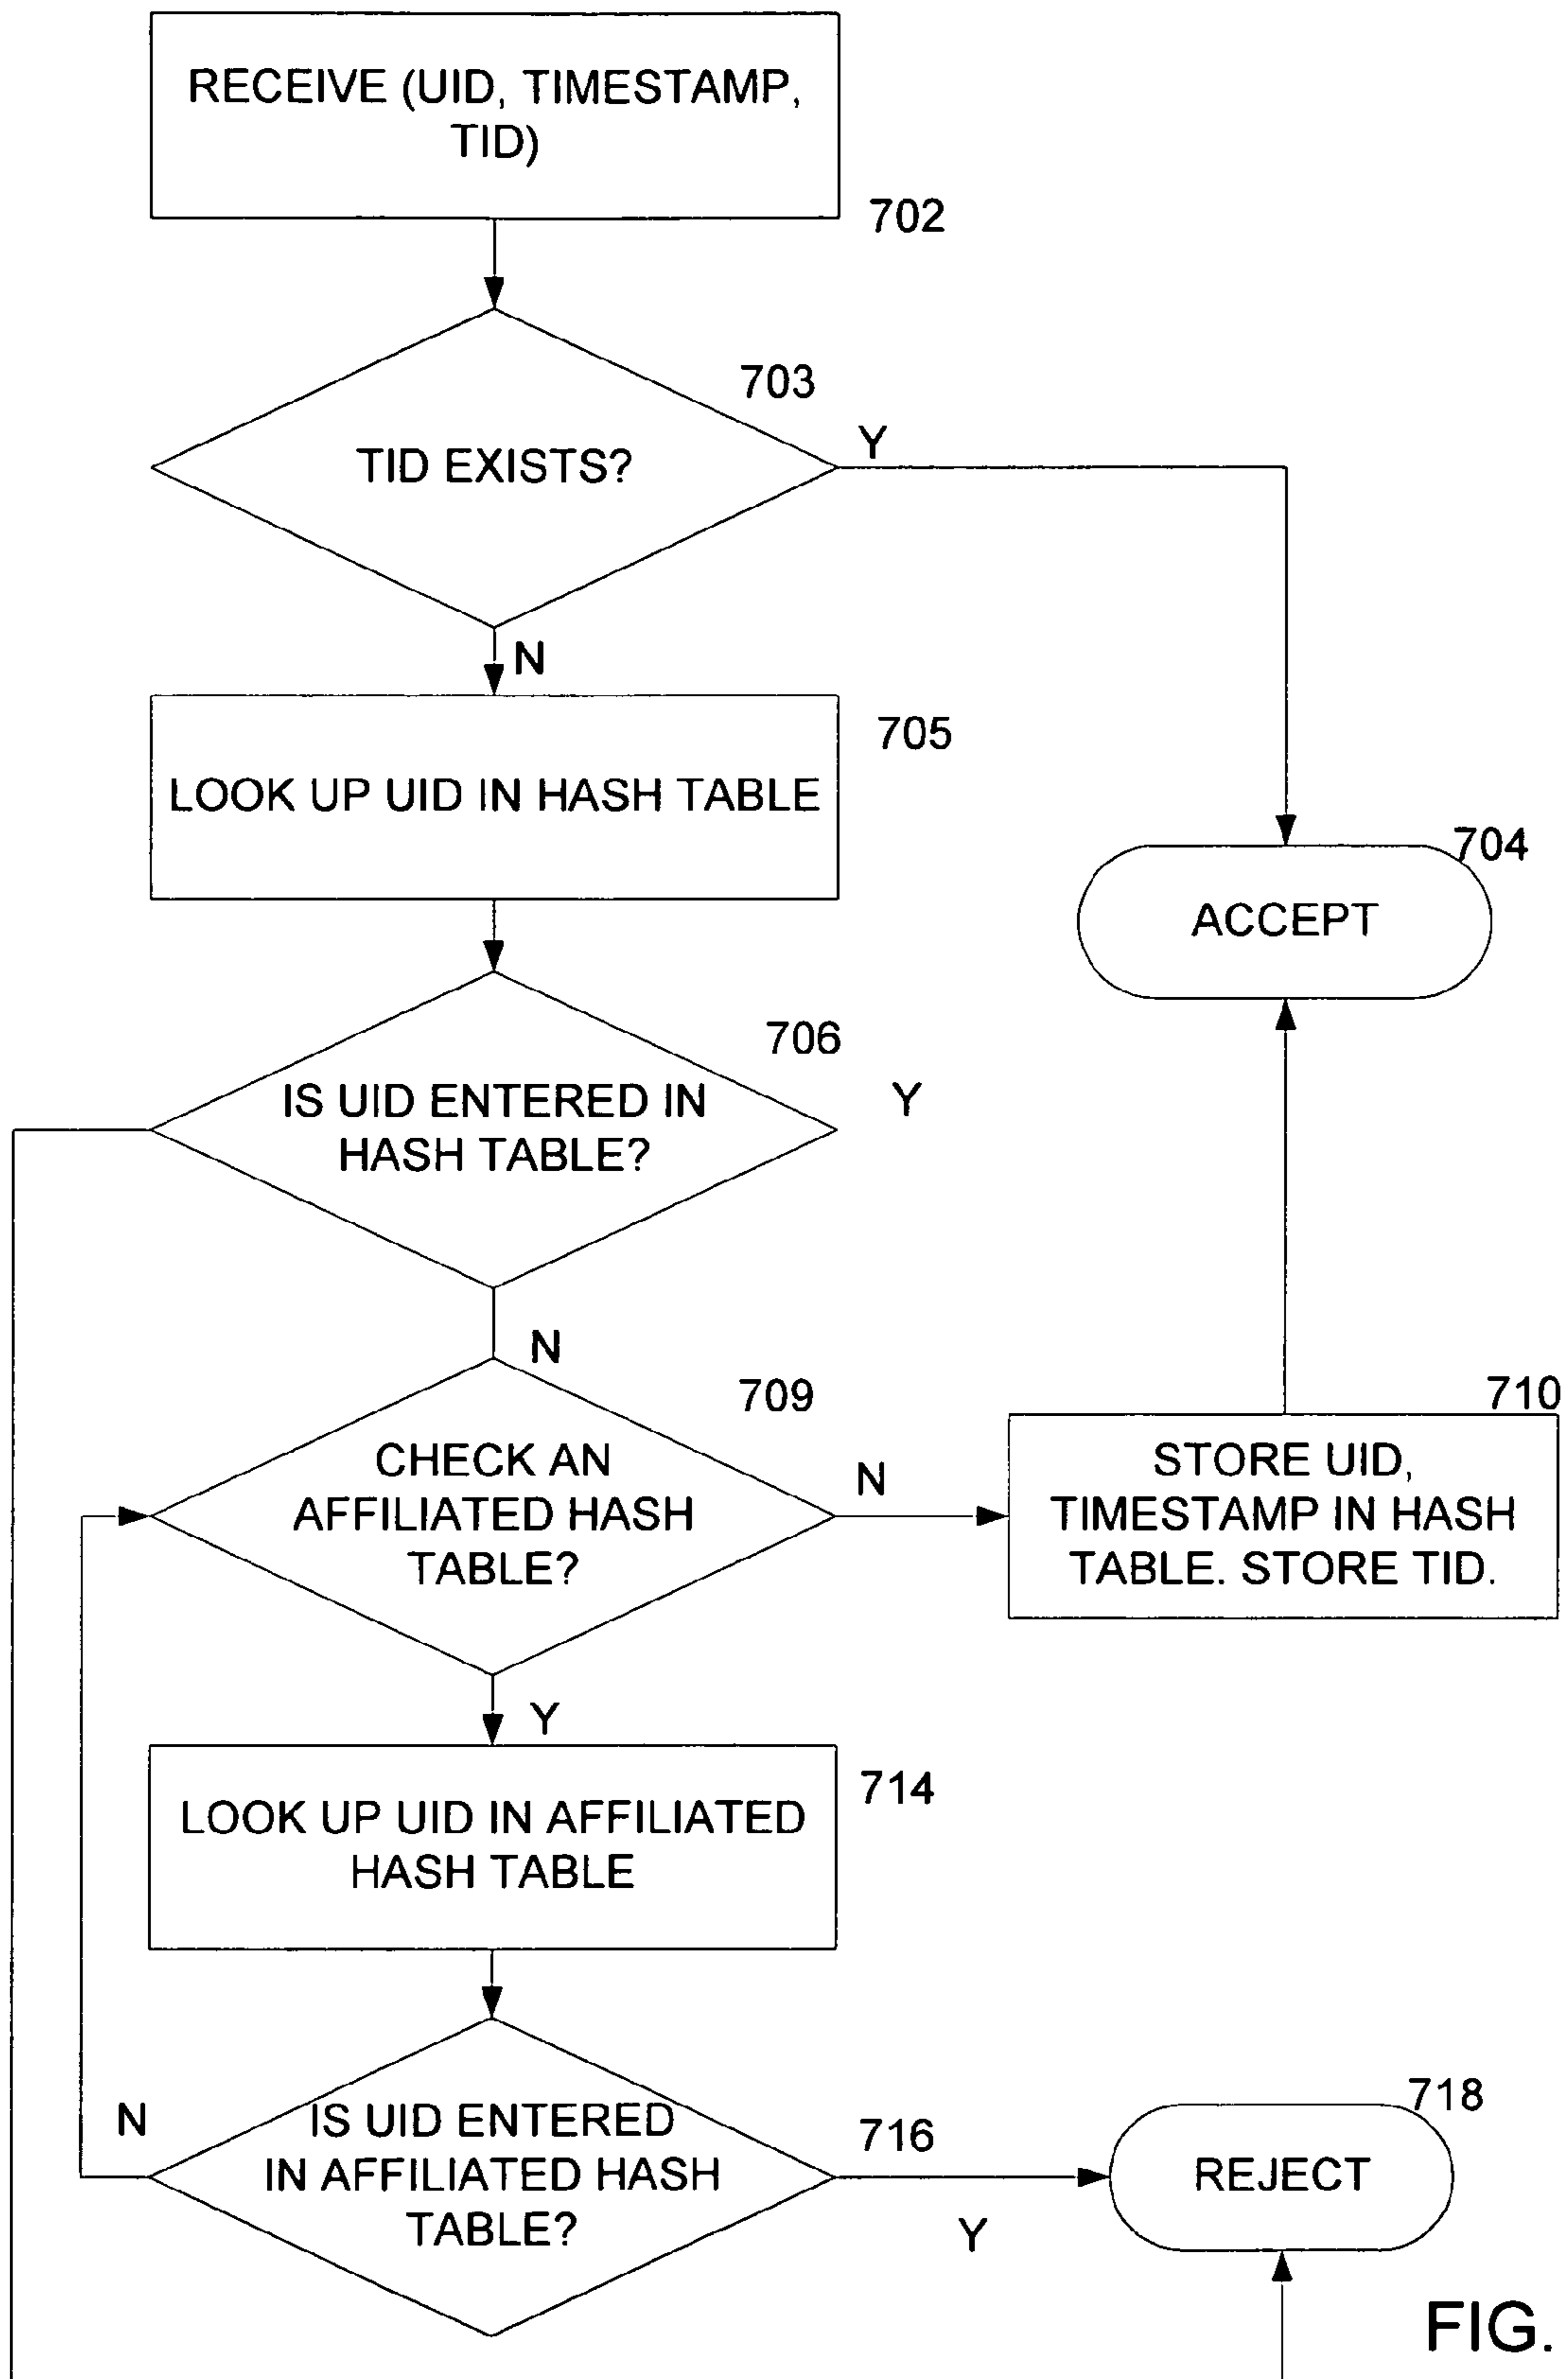 RECEIVE (UID, TIMESTAMP,
TID)
702
703
TID EXISTS?
Y
N
705
LOOK UP UID IN HASH TABLE
704
ACCEPT
706
IS UID ENTERED IN
HASH TABLE?
Y
N
709
CHECK AN
AFFILIATED HASH
TABLE?
N
710
STORE UID,
TIMESTAMP IN HASH
TABLE. STORE TID.
Y
714
LOOK UP UID IN AFFILIATED
HASH TABLE
N
IS UID ENTERED
IN AFFILIATED HASH
TABLE?
716
Y
718
REJECT
FIG.